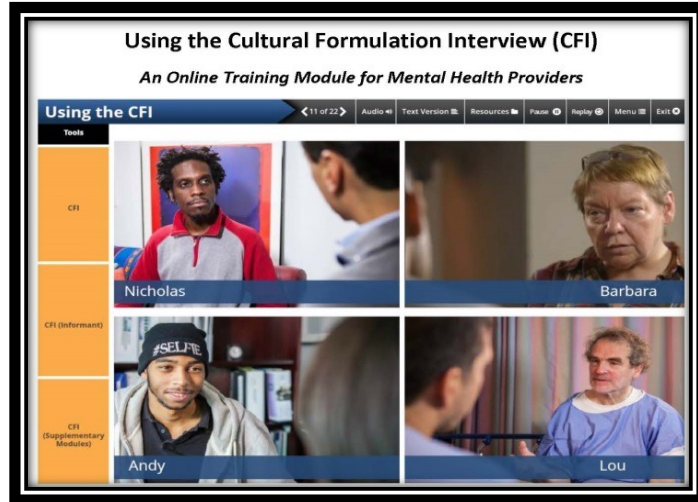 Using the Cultural Formulation Interview (CFI)
An Online Training Module for Mental Health Providers
Using the CFI
11 of 22 Audio Text Version Resources Pause Replay Menu Exit
Tools
CFI
CFI (Informant)
CFI
(Supplementary
Modules)
Nicholas
Barbara
#SELFIE
Andy
Lou